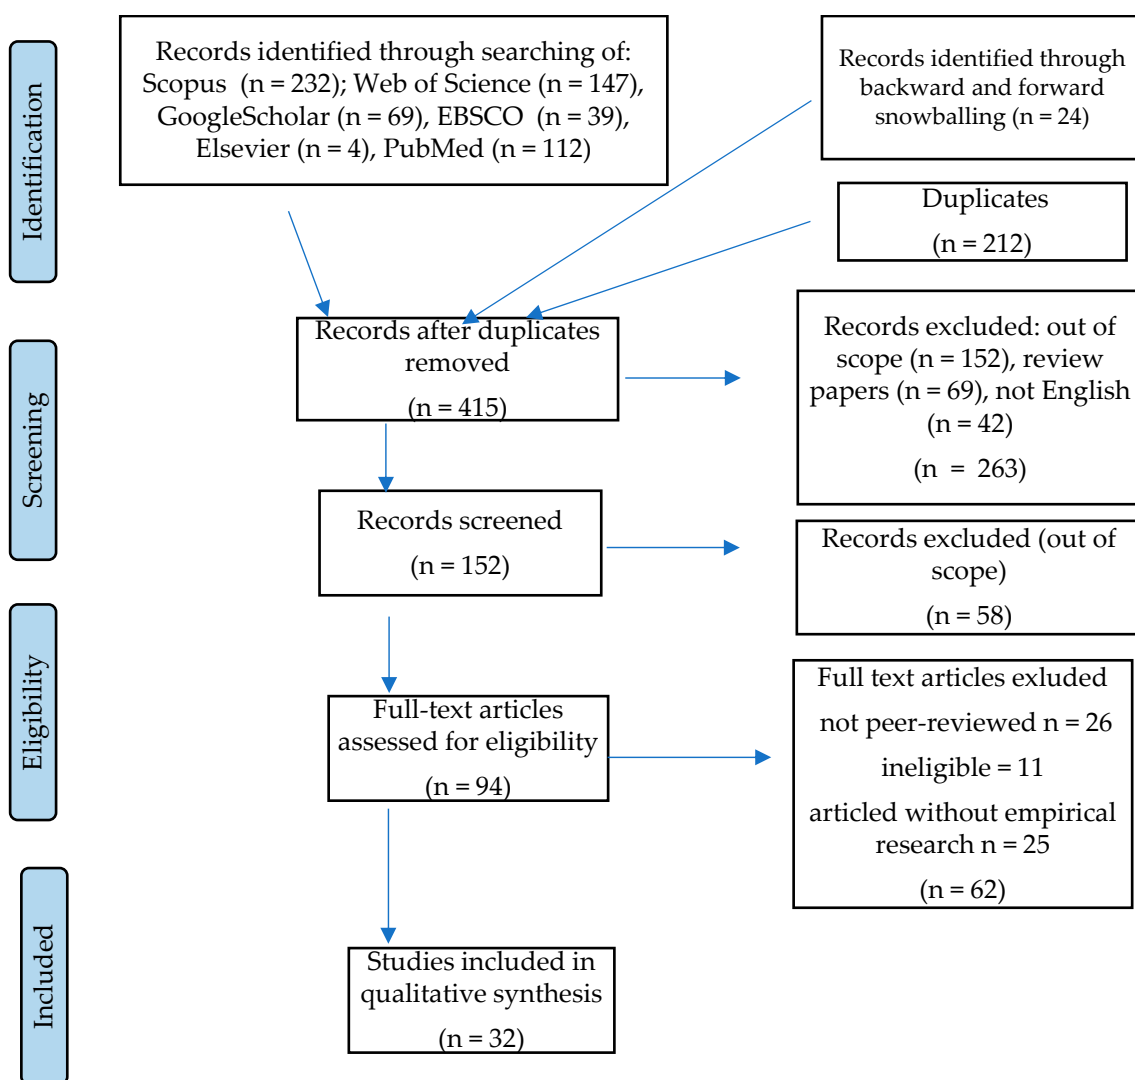 Identification
Records identified through searching of:
Scopus (n = 232); Web of Science (n = 147),
GoogleScholar (n = 69), EBSCO (n = 39),
Elsevier (n = 4), PubMed (n = 112)
Records identified through
backward and forward
snowballing (n = 24)
Duplicates
(n = 212)
Screening
Records after duplicates
removed
(n = 415)
Records excluded: out of
scope (n = 152), review
papers (n = 69), not English
(n = 42)
(n = 263)
Records screened
(n = 152)
Records excluded (out of
scope)
(n = 58)
Eligibility
Full-text articles
assessed for eligibility
(n = 94)
Full text articles exluded
not peer-reviewed n = 26
ineligible = 11
articled without empirical
research n = 25
(n = 62)
Included
Studies included in
qualitative synthesis
(n = 32)